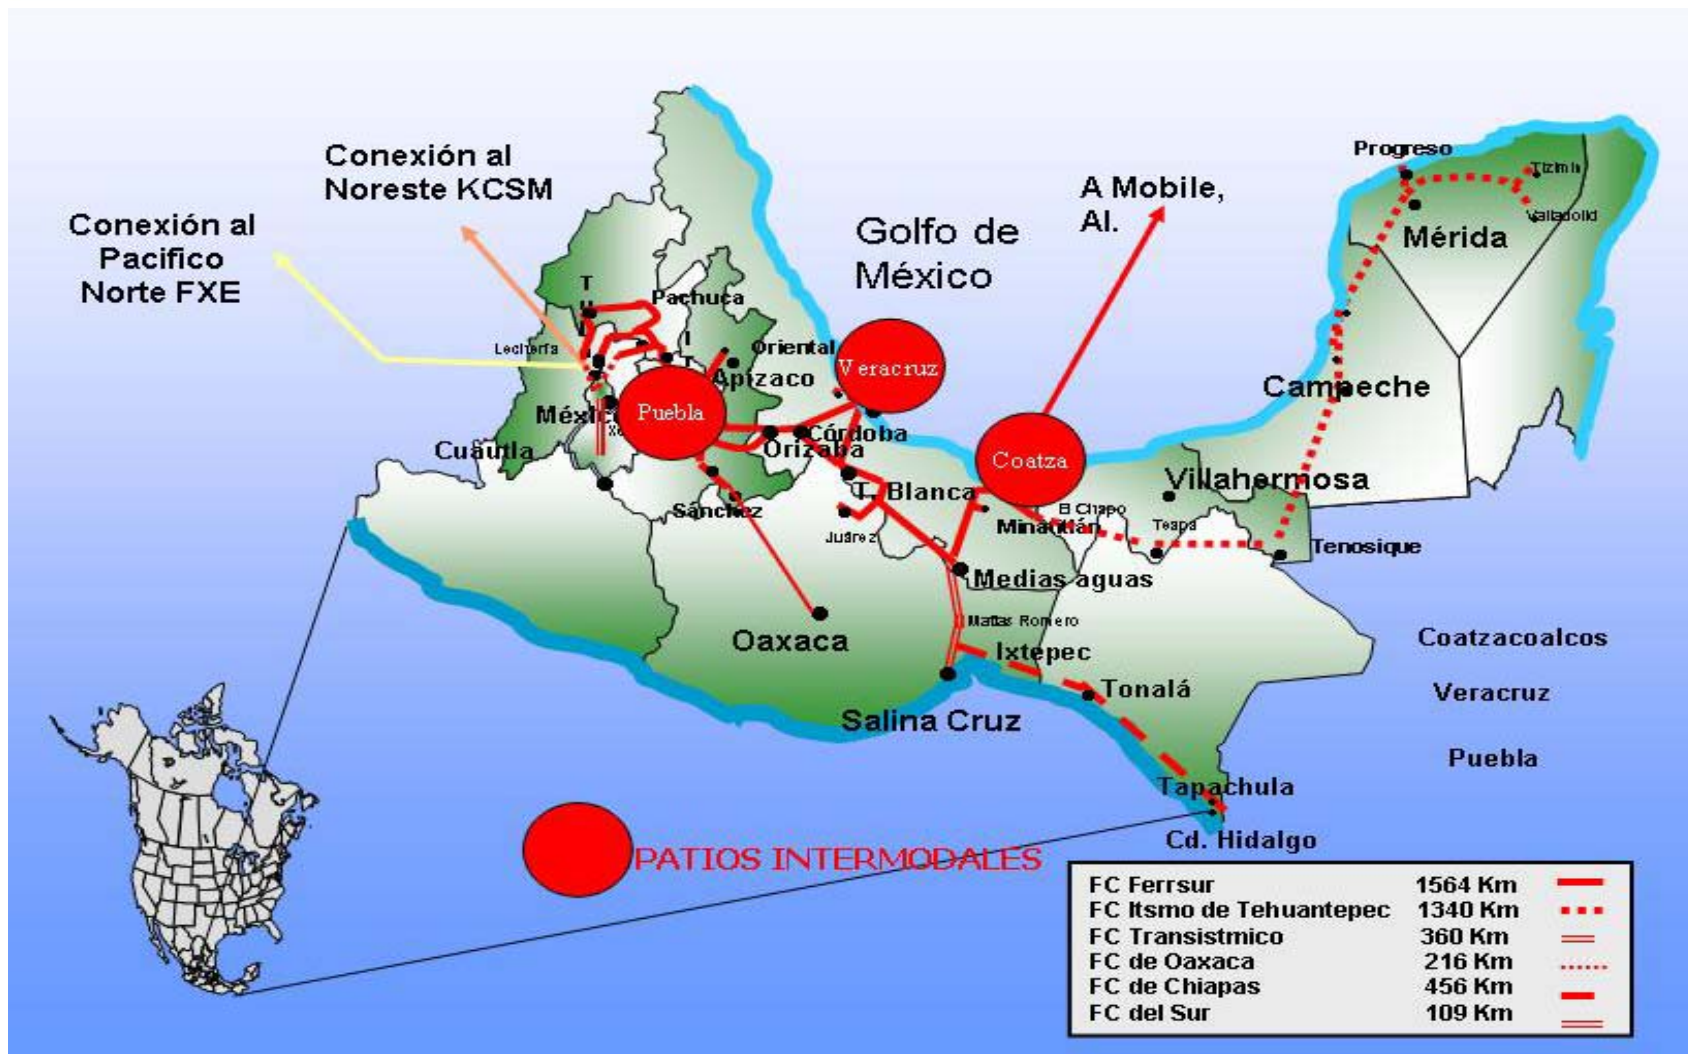 Conexión al
Noreste KCSM
Conexión al
Pacifico
Norte FXE
A Mobile,
Al.
Golfo de
México
Progreso
Tizimin
Valladolid
Mérida
Pachuca
Lechería
Oriental
Apizaco
Veracruz
Campeche
México
Puebla
Córdoba
Orizaba
Cuautla
Coatza
Villahermosa
T. Blanca
Sánchez
Juárez
El Chapo
Minatitlán
Teapa
Tenosique
Medias aguas
Matías Romero
Oaxaca
Ixtepec
Tonalá
Salina Cruz
Coatzacoalcos
Veracruz
Puebla
Tapachula
Cd. Hidalgo
PATIOS INTERMODALES
FC Ferrsur 1564 Km
FC Itsmo de Tehuantepec 1340 Km
FC Transistmico 360 Km
FC de Oaxaca 216 Km
FC de Chiapas 456 Km
FC del Sur 109 Km